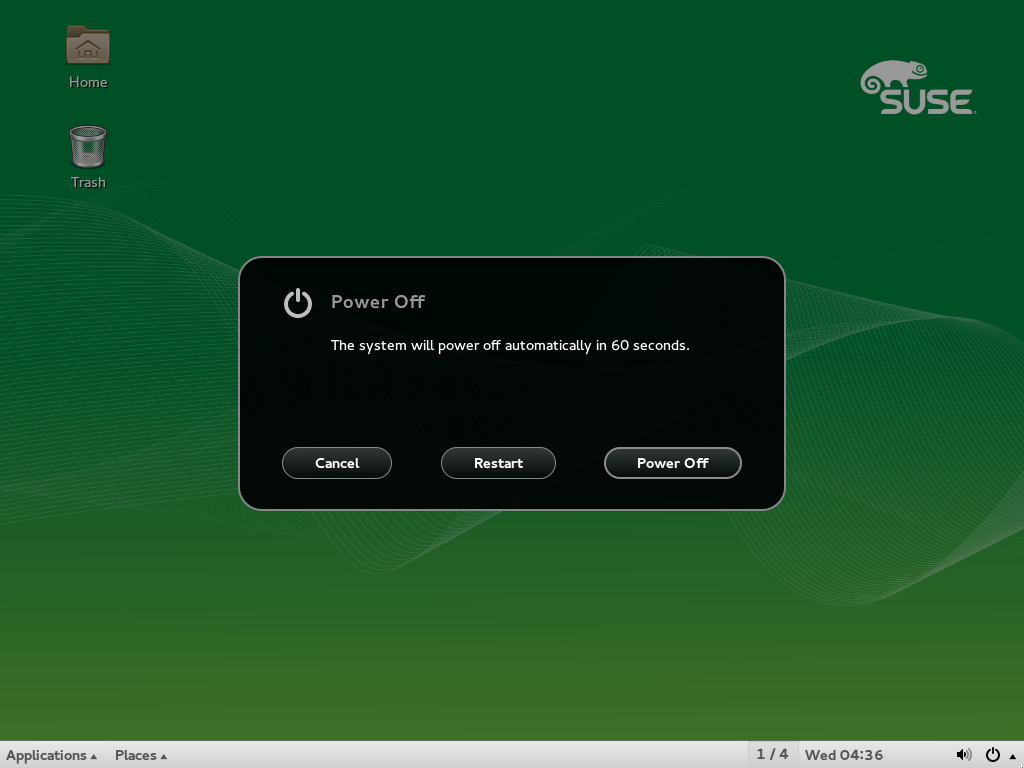 Home
SUSE
Trash
Power Off
The system will power off automatically in 60 seconds.
Cancel Restart Power Off
Applications Places 1 / 4 Wed 04:36